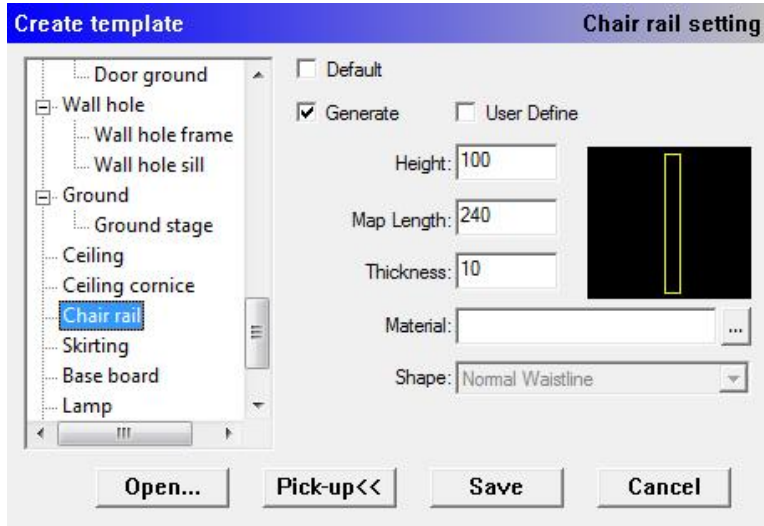 Create template
Chair rail setting
Door ground
Wall hole
Wall hole frame
Wall hole sill
Ground
Ground stage
Ceiling
Ceiling cornice
Chair rail
Skirting
Base board
Lamp
Default
Generate
User Define
Height: 100
Map Length: 240
Thickness: 10
Material:
...
Shape: Normal Waistline
Open...
Pick-up<<
Save
Cancel